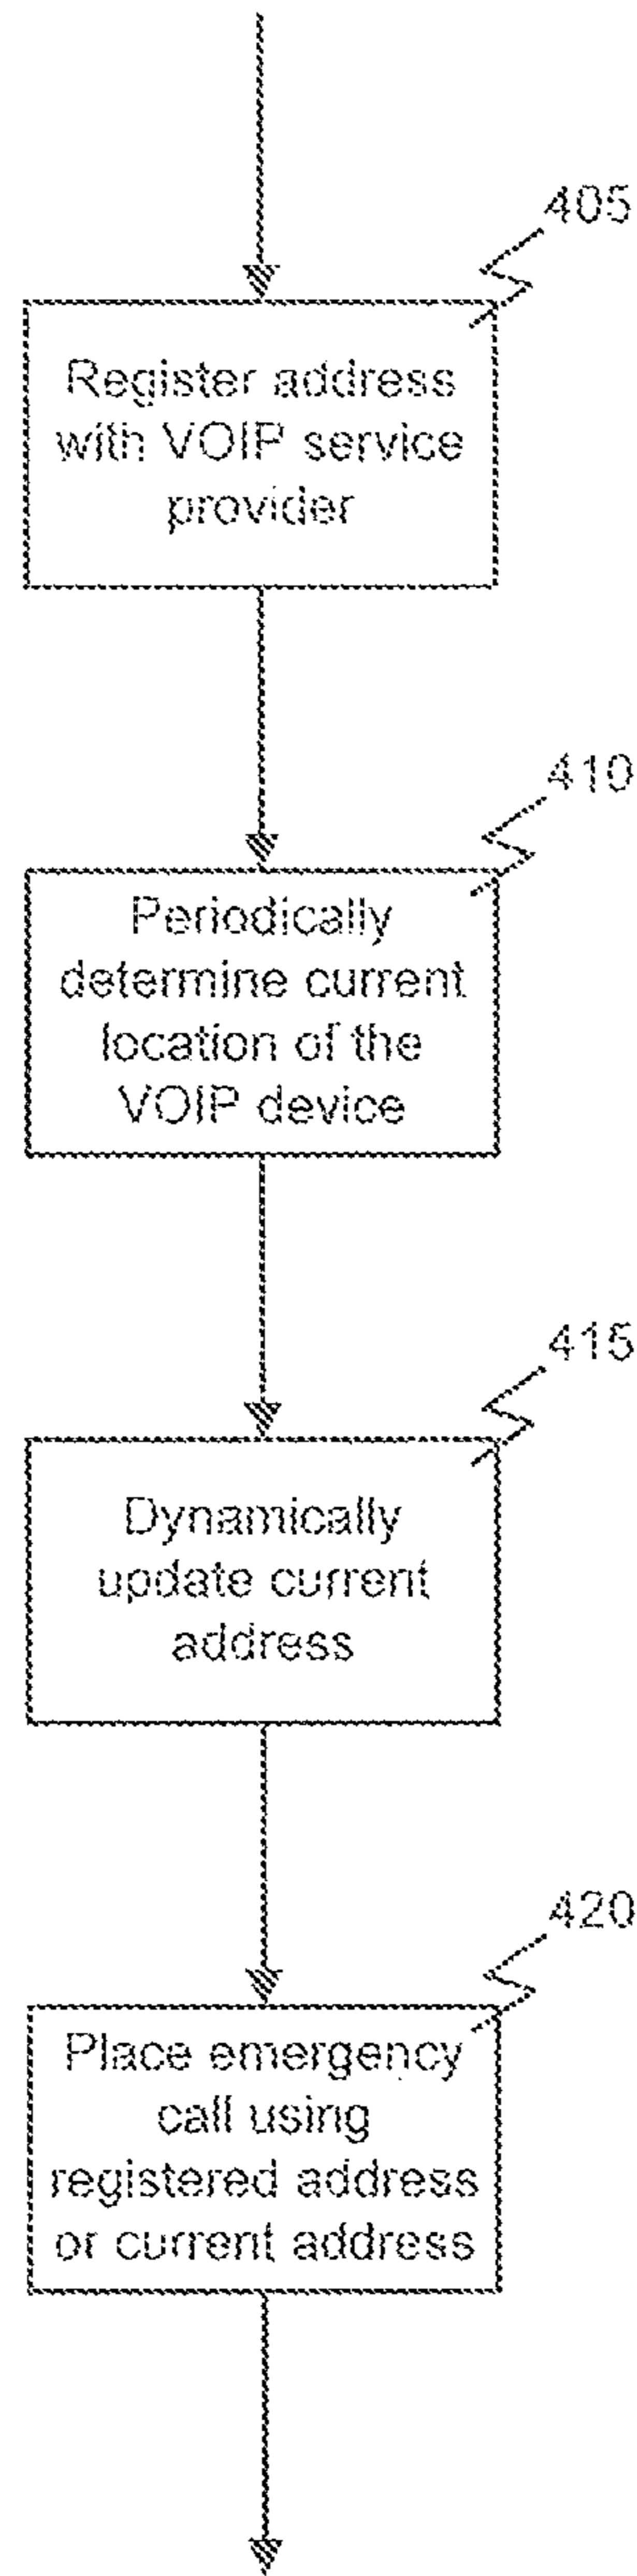 405
Register address
with VOIP service
provider
410
Periodically
determine current
location of the
VOIP device
415
Dynamically
update current
address
420
Place emergency
call using
registered address
or current address